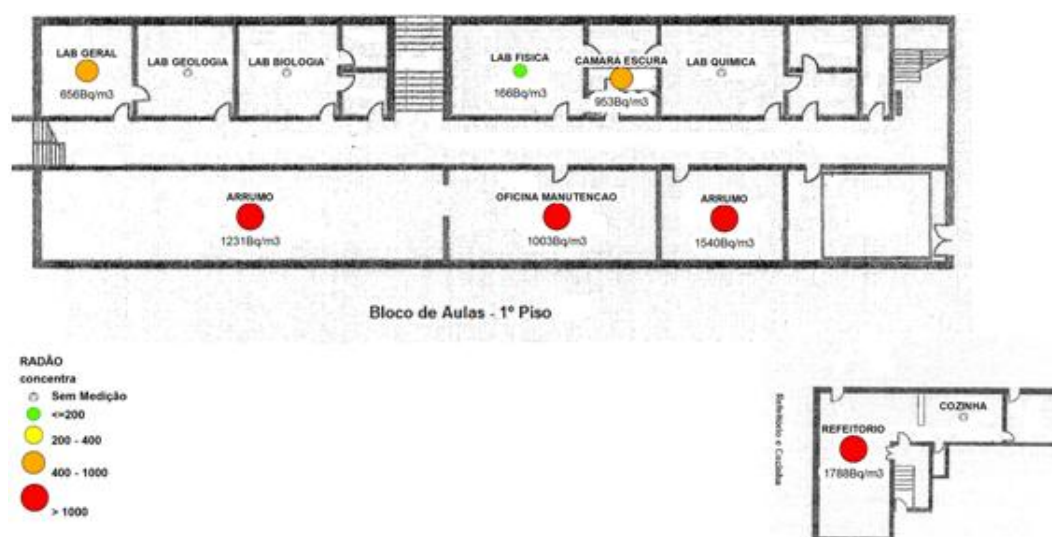 LAB GERAL
656Bq/m3
LAB GEOLOGIA
LAB BIOLOGIA
LAB FISICA
166Bq/m3
CAMARA ESCURA
953Bq/m3
LAB QUIMICA
ARRUMO
1231Bq/m3
OFICINA MANUTENCAO
1003Bq/m3
ARRUMO
1540Bq/m3
Bloco de Aulas - 1º Piso
RADÃO
concentra
Sem Medição
<=200
200 - 400
400 - 1000
> 1000
Refeitorio e Cozinha
COZINHA
REFEITORIO
1788Bq/m3